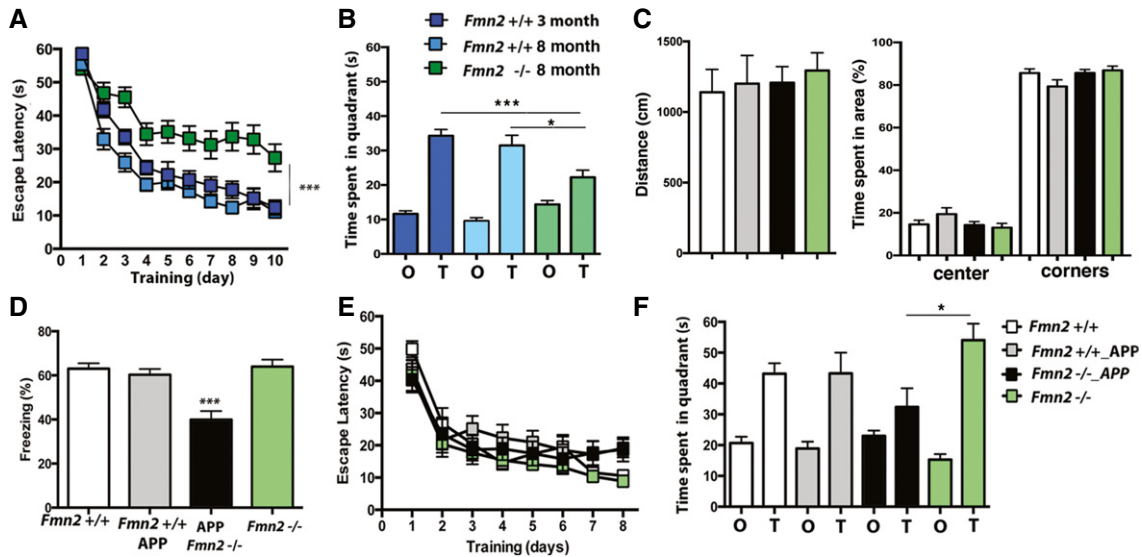 A
Escape Latency (s)
60
50
40
30
20
10
0
0 1 2 3 4 5 6 7 8 9 10
Training (day)
***
B
Fmn2 +/+ 3 month
Fmn2 +/+ 8 month
Fmn2 -/- 8 month
Time spent in quadrant (s)
60
50
40
30
20
10
0
***
*
O T O T O T
C
Distance (cm)
1500
1000
500
0
Time spent in area (%)
100
80
60
40
20
0
center corners
D
Freezing (%)
80
60
40
20
0
***
Fmn2 +/+ Fmn2 +/+ APP Fmn2 -/-
APP Fmn2 -/-
E
Escape Latency (s)
60
50
40
30
20
10
0
0 1 2 3 4 5 6 7 8
Training (days)
F
Time spent in quadrant (s)
60
50
40
30
20
10
0
*
O T O T O T O T
Fmn2 +/+
Fmn2 +/+_APP
Fmn2 -/-_APP
Fmn2 -/-